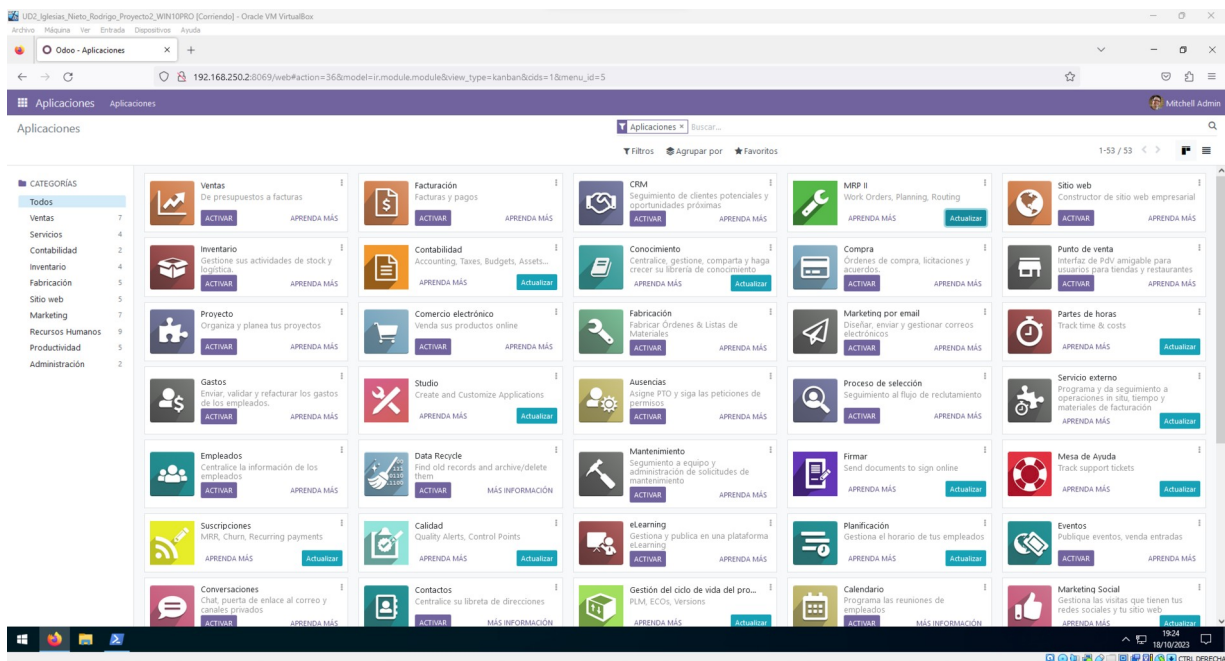 UD2_Iglesias_Nieto_Rodrigo_Proyecto2_WIN10PRO [Corriendo] - Oracle VM VirtualBox
Archivo Máquina Ver Entrada Dispositivos Ayuda
Odoo - Aplicaciones
192.168.250.2:8069/web#action=36&model=ir.module.module&view_type=kanban&cids=1&menu_id=5
Aplicaciones Aplicaciones
Mitchell Admin
Aplicaciones
Aplicaciones × Buscar...
Filtros Agrupar por Favoritos
1-53 / 53
CATEGORÍAS
Todos
Ventas 7
Servicios 4
Contabilidad 2
Inventario 4
Fabricación 5
Sitio web 5
Marketing 7
Recursos Humanos 9
Productividad 5
Administración 2
Ventas
De presupuestos a facturas
ACTIVAR APRENDA MÁS
Facturación
Facturas y pagos
ACTIVAR APRENDA MÁS
CRM
Seguimiento de clientes potenciales y
oportunidades próximas
ACTIVAR APRENDA MÁS
MRP II
Work Orders, Planning, Routing
APRENDA MÁS Actualizar
Sitio web
Constructor de sitio web empresarial
ACTIVAR APRENDA MÁS
Inventario
Gestione sus actividades de stock y
logística.
ACTIVAR APRENDA MÁS
Contabilidad
Accounting, Taxes, Budgets, Assets...
APRENDA MÁS Actualizar
Conocimiento
Centralice, gestione, comparta y haga
crecer su librería de conocimiento
APRENDA MÁS Actualizar
Compra
Órdenes de compra, licitaciones y
acuerdos.
ACTIVAR APRENDA MÁS
Punto de venta
Interfaz de PdV amigable para
usuarios para tiendas y restaurantes
ACTIVAR APRENDA MÁS
Proyecto
Organiza y planea tus proyectos
ACTIVAR APRENDA MÁS
Comercio electrónico
Venda sus productos online
ACTIVAR APRENDA MÁS
Fabricación
Fabricar Órdenes & Listas de
Materiales
ACTIVAR APRENDA MÁS
Marketing por email
Diseñar, enviar y gestionar correos
electrónicos
ACTIVAR APRENDA MÁS
Partes de horas
Track time & costs
APRENDA MÁS Actualizar
Gastos
Enviar, validar y refacturar los gastos
de los empleados.
ACTIVAR APRENDA MÁS
Studio
Create and Customize Applications
APRENDA MÁS Actualizar
Ausencias
Asigne PTO y siga las peticiones de
permisos
ACTIVAR APRENDA MÁS
Proceso de selección
Seguimiento al flujo de reclutamiento
ACTIVAR APRENDA MÁS
Servicio externo
Programa y da seguimiento a
operaciones in situ, tiempo y
materiales de facturación
APRENDA MÁS Actualizar
Empleados
Centralice la información de los
empleados
ACTIVAR APRENDA MÁS
Data Recycle
Find old records and archive/delete
them
ACTIVAR MÁS INFORMACIÓN
Mantenimiento
Segumiento a equipo y
administración de solicitudes de
mantenimiento
ACTIVAR APRENDA MÁS
Firmar
Send documents to sign online
APRENDA MÁS Actualizar
Mesa de Ayuda
Track support tickets
APRENDA MÁS Actualizar
Suscripciones
MRR, Churn, Recurring payments
APRENDA MÁS Actualizar
Calidad
Quality Alerts, Control Points
APRENDA MÁS Actualizar
eLearning
Gestiona y publica en una plataforma
eLearning
ACTIVAR APRENDA MÁS
Planificación
Gestiona el horario de tus empleados
APRENDA MÁS Actualizar
Eventos
Publique eventos, venda entradas
ACTIVAR APRENDA MÁS
Conversaciones
Chat, puerta de enlace al correo y
canales privados
ACTIVAR APRENDA MÁS
Contactos
Centralice su libreta de direcciones
ACTIVAR MÁS INFORMACIÓN
Gestión del ciclo de vida del pro...
PLM, ECOs, Versions
APRENDA MÁS Actualizar
Calendario
Programa las reuniones de
empleados
ACTIVAR MÁS INFORMACIÓN
Marketing Social
Gestiona las visitas que tienen tus
redes sociales y tu sitio web
APRENDA MÁS Actualizar
19:24
18/10/2023
CTRL DERECHA